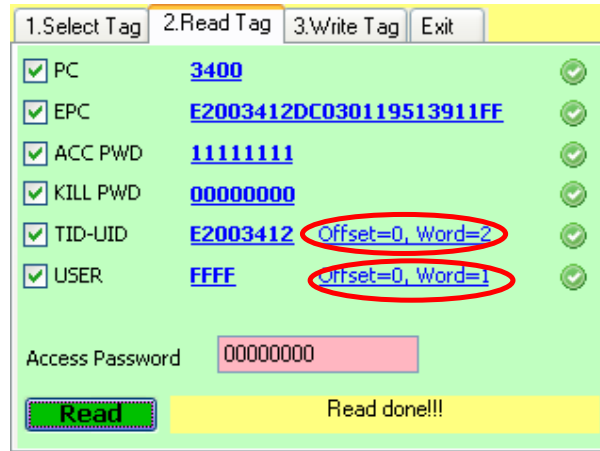 1.Select Tag 2.Read Tag 3.Write Tag Exit
PC 3400
EPC E2003412DC030119513911FF
ACC PWD 11111111
KILL PWD 00000000
TID-UID E2003412 Offset=0, Word=2
USER FFFF Offset=0, Word=1
Access Password 00000000
Read Read done!!!